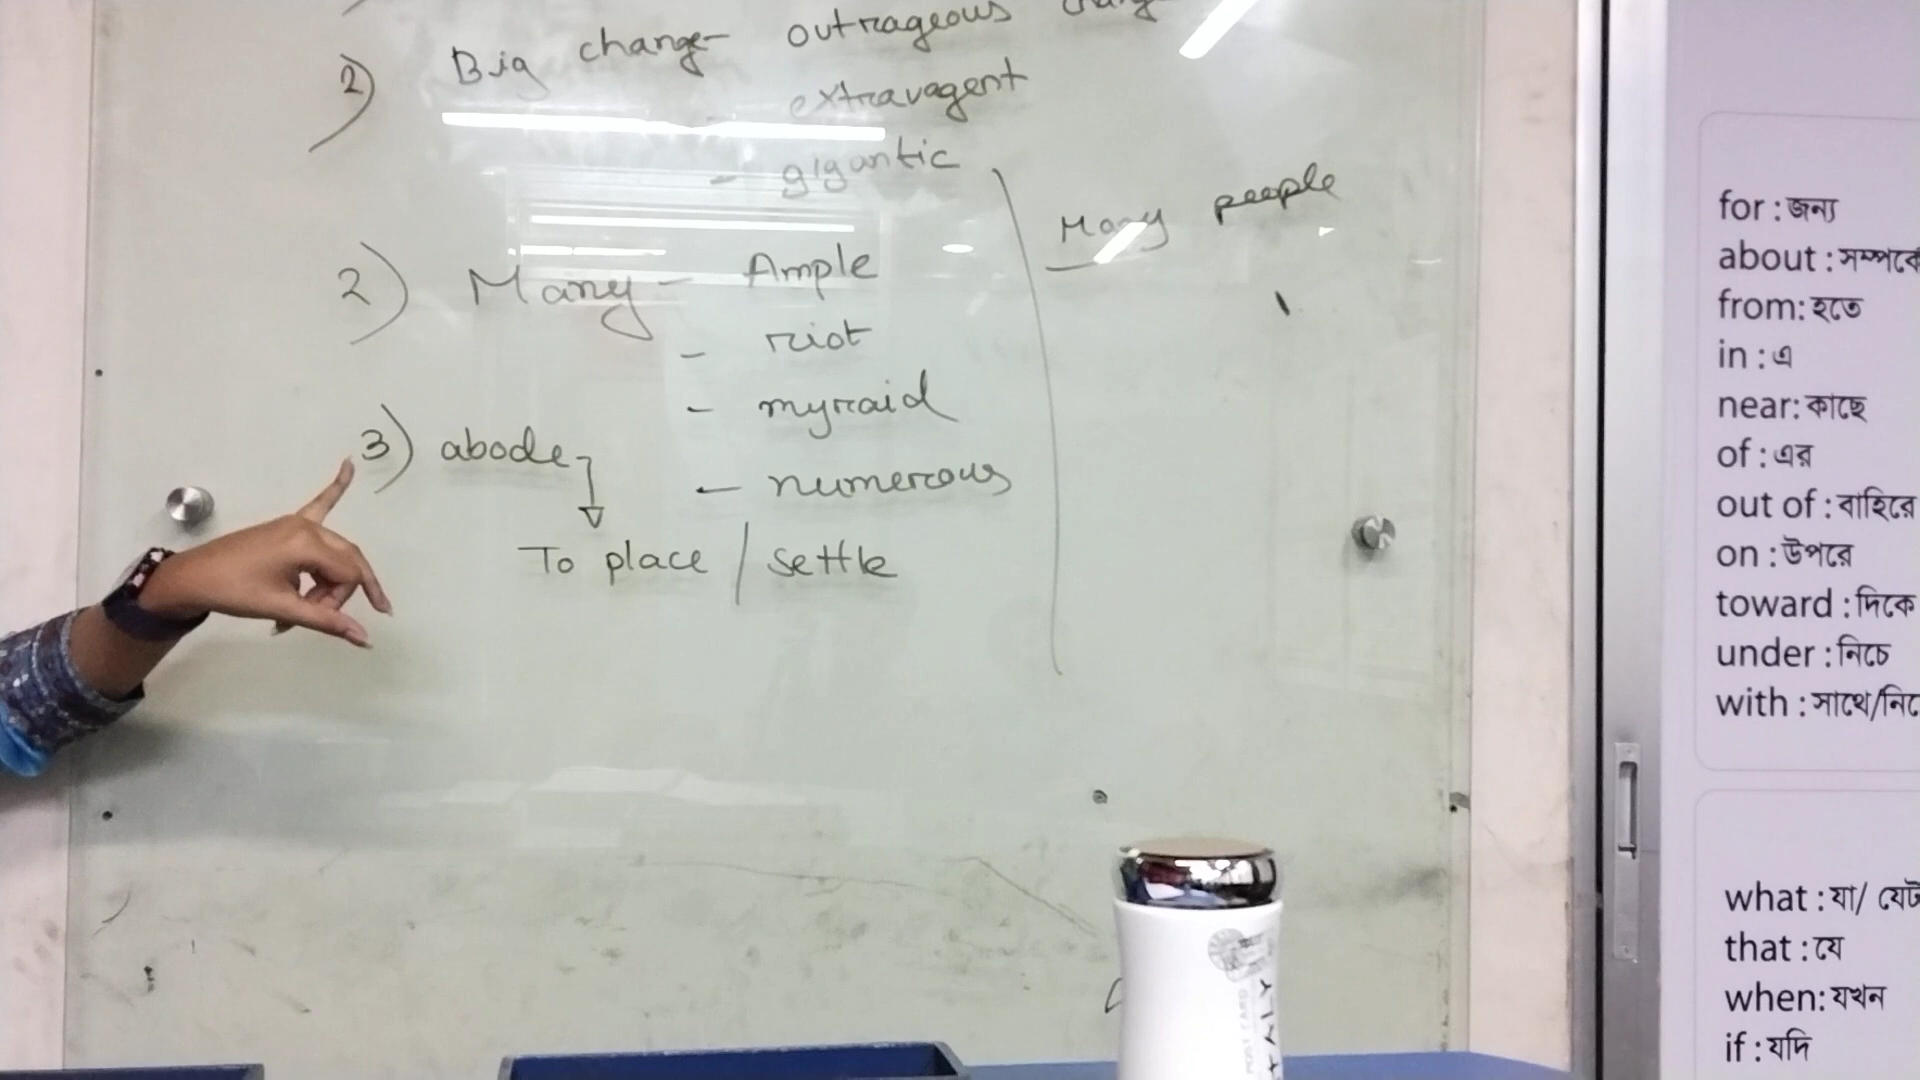 2) Big change- outrageous
extravagent
- gigantic
2) Many - Ample
- riot
- myraid
- numerous
3) abode
To place / settle
Many people
for : জন্য
about : সম্পর্কে
from: হতে
in : এ
near: কাছে
of : এর
out of : বাহিরে
on : উপরে
toward : দিকে
under : নিচে
with : সাথে/নি
what : যা/ যেট
that : যে
when: যখন
if : যদি